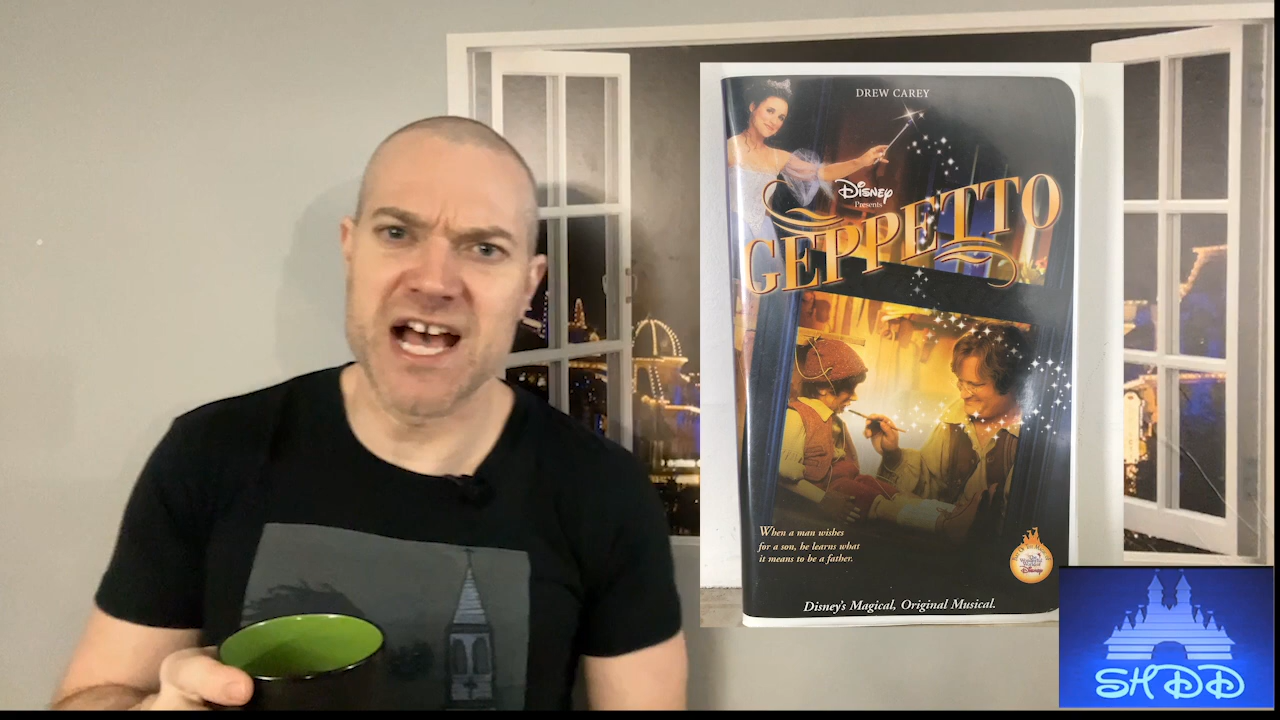 DREW CAREY
DISNEY
Presents
GEPPETTO
When a man wishes
for a son, he learns what
it means to be a father.
Disney's Magical, Original Musical.
SHDD